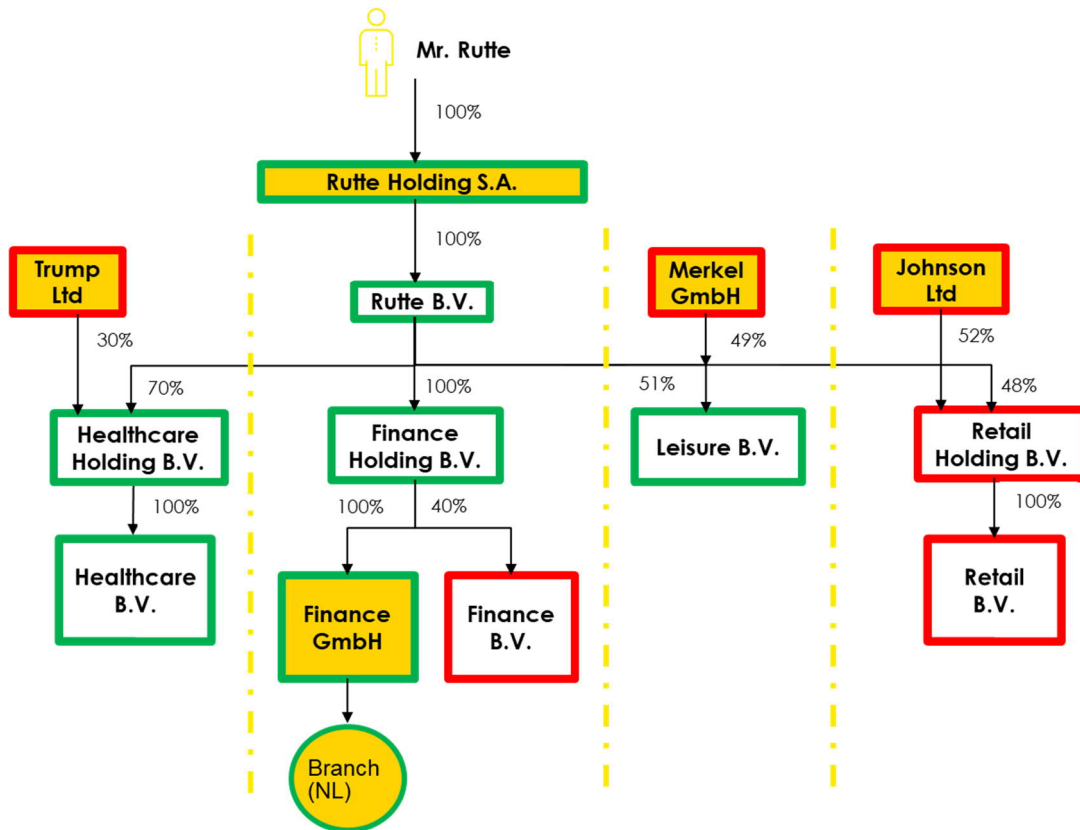 Mr. Rutte
100%
Rutte Holding S.A.
100%
Trump
Ltd
Rutte B.V.
Merkel
GmbH
Johnson
Ltd
30%
49%
52%
70%
100%
51%
48%
Healthcare
Holding B.V.
Finance
Holding B.V.
Leisure B.V.
Retail
Holding B.V.
100%
100%
40%
100%
Healthcare
B.V.
Finance
GmbH
Finance
B.V.
Retail
B.V.
Branch
(NL)